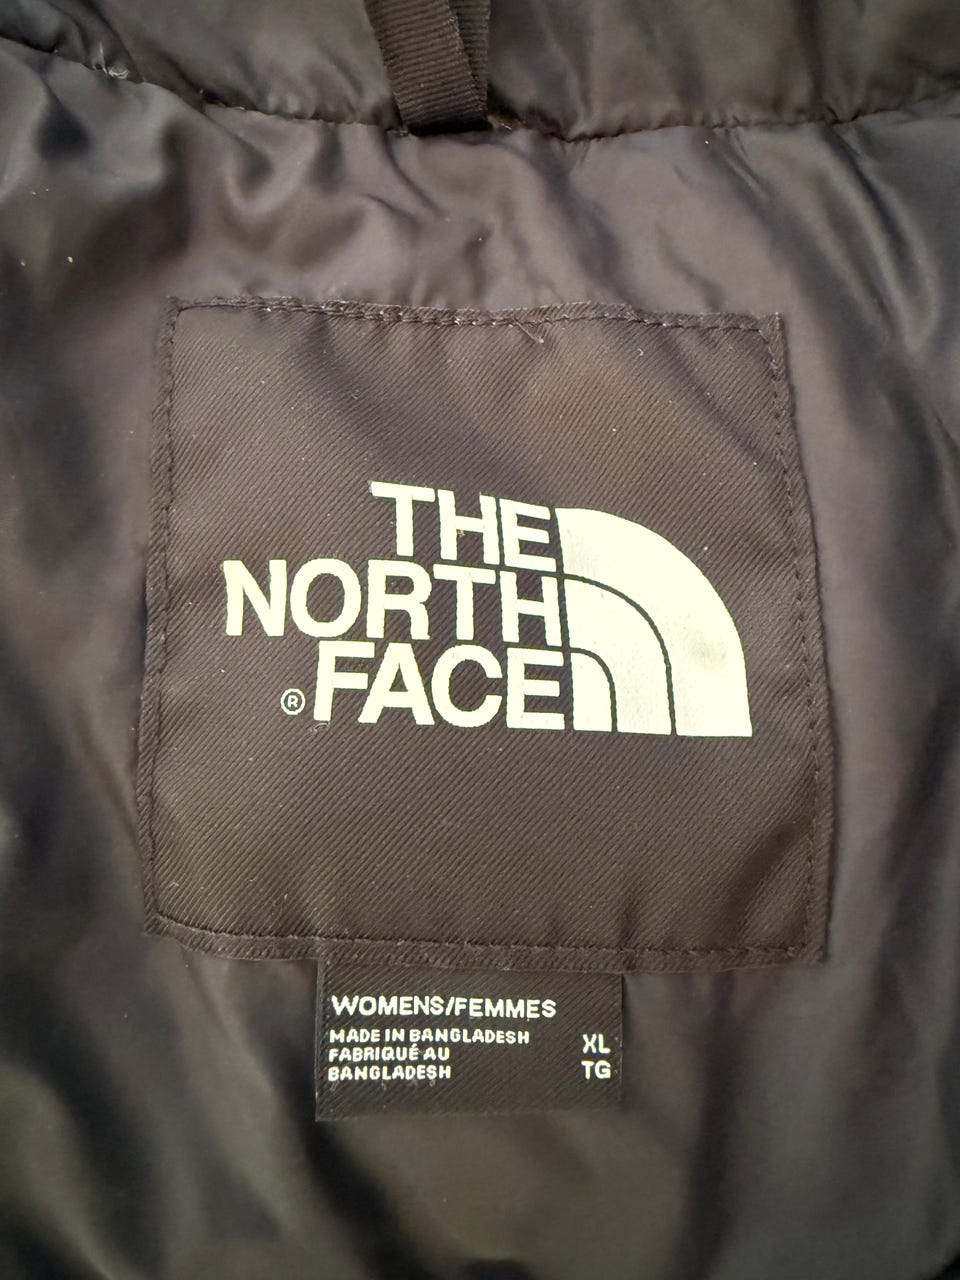 THE
NORTH
FACE
®
WOMENS/FEMMES
MADE IN BANGLADESH
FABRIQUÉ AU
BANGLADESH
XL
TG